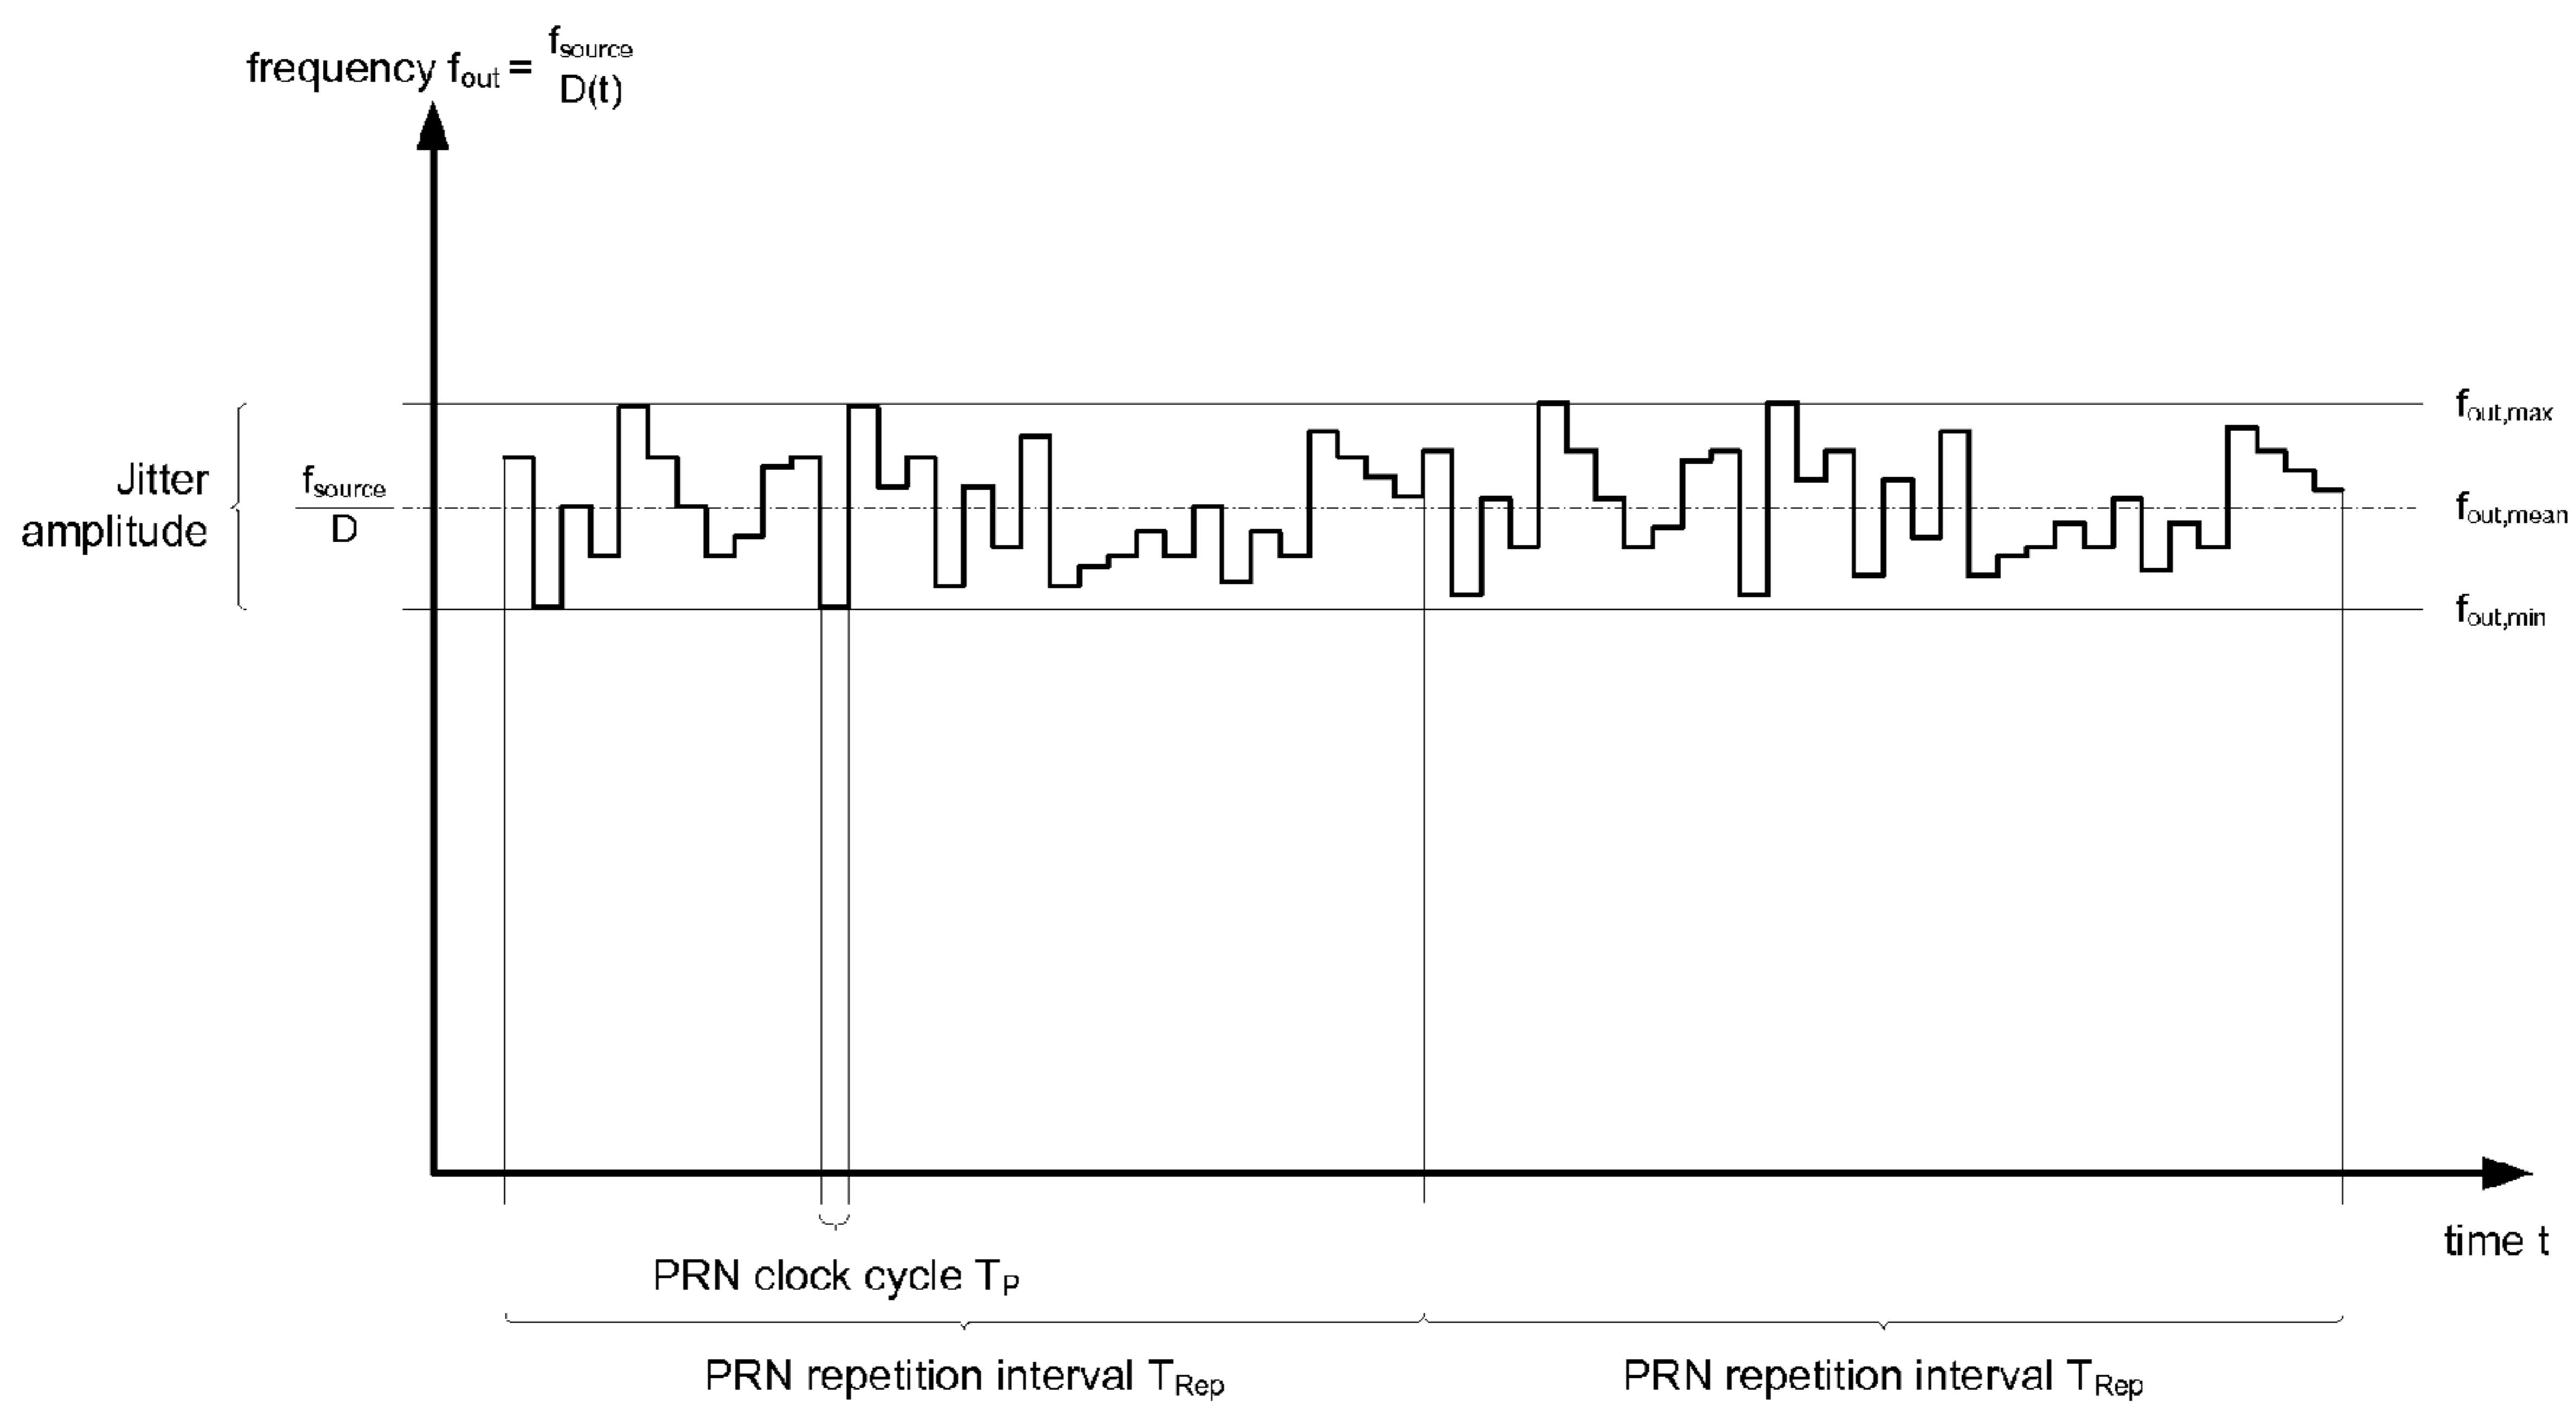 frequency f_out = f_source / D(t)
f_out,max
Jitter
amplitude
f_source
D
f_out,mean
f_out,min
time t
PRN clock cycle T_P
PRN repetition interval T_Rep
PRN repetition interval T_Rep